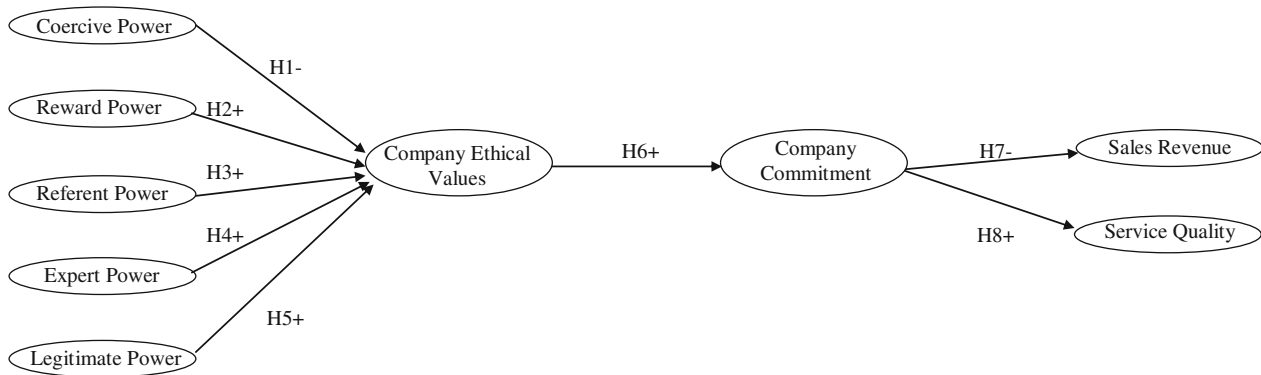 Coercive Power
H1-
Reward Power
H2+
Referent Power
H3+
H4+
Expert Power
H5+
Legitimate Power
Company Ethical
Values
H6+
Company
Commitment
H7-
Sales Revenue
H8+
Service Quality